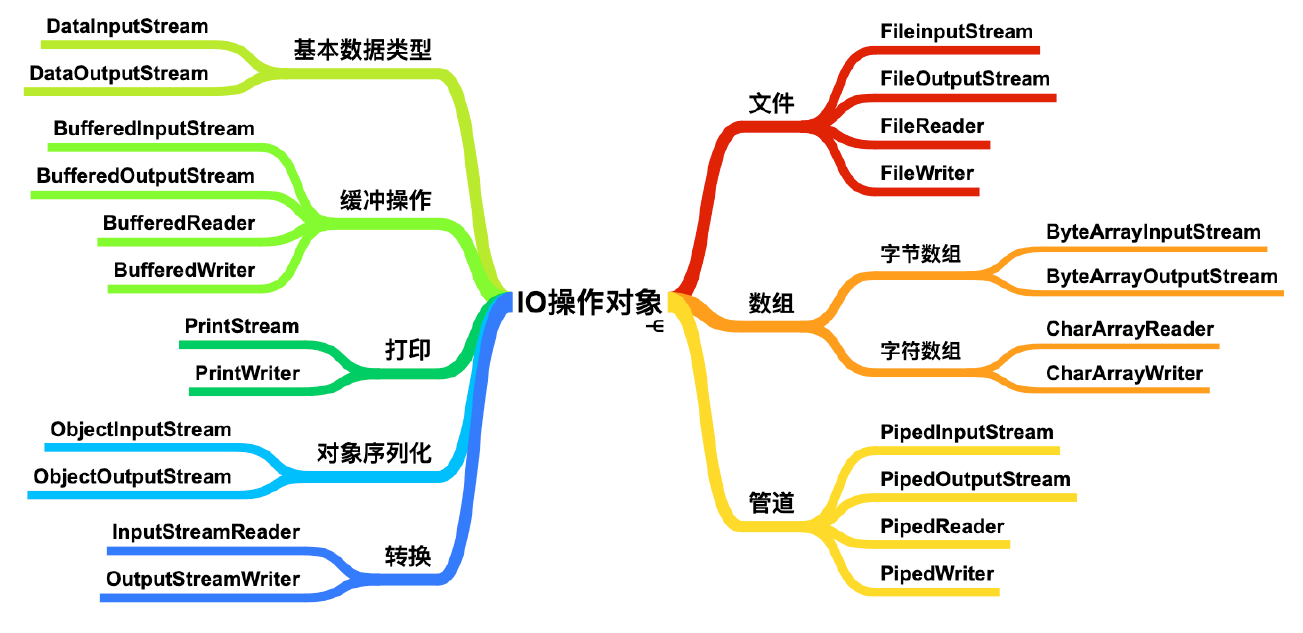 IO操作对象
基本数据类型
DataInputStream
DataOutputStream
缓冲操作
BufferedInputStream
BufferedOutputStream
BufferedReader
BufferedWriter
打印
PrintStream
PrintWriter
对象序列化
ObjectInputStream
ObjectOutputStream
转换
InputStreamReader
OutputStreamWriter
文件
FileinputStream
FileOutputStream
FileReader
FileWriter
数组
字节数组
ByteArrayInputStream
ByteArrayOutputStream
字符数组
CharArrayReader
CharArrayWriter
管道
PipedInputStream
PipedOutputStream
PipedReader
PipedWriter